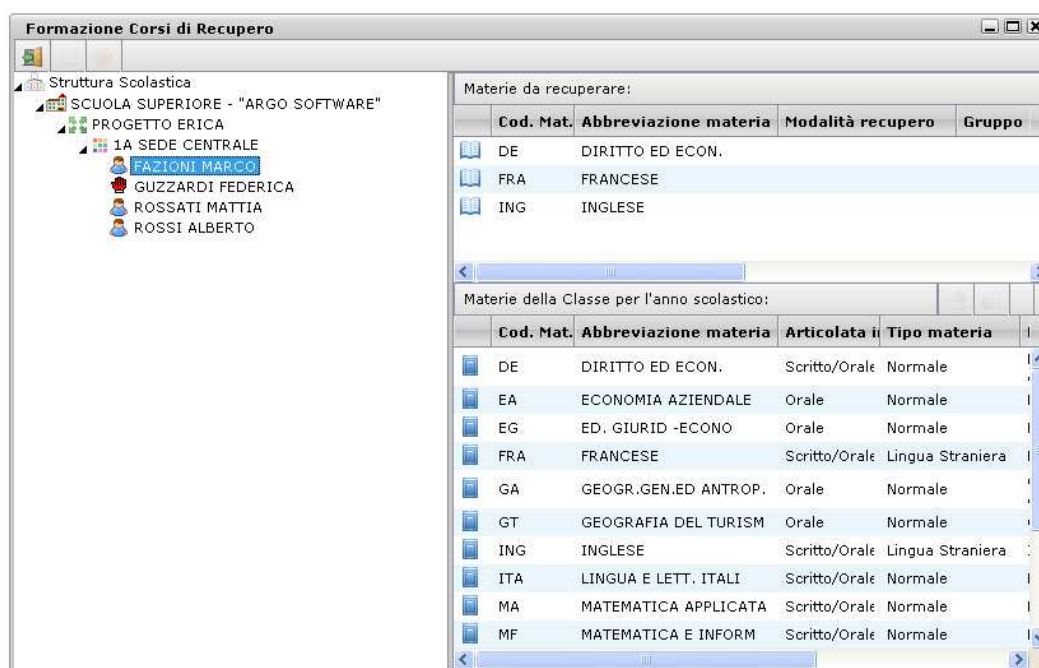 Formazione Corsi di Recupero
Struttura Scolastica
SCUOLA SUPERIORE - "ARGO SOFTWARE"
PROGETTO ERICA
1A SEDE CENTRALE
FAZIONI MARCO
GUZZARDI FEDERICA
ROSSATI MATTIA
ROSSI ALBERTO
Materie da recuperare:
Cod. Mat. Abbreviazione materia Modalità recupero Gruppo
DE DIRITTO ED ECON.
FRA FRANCESE
ING INGLESE
Materie della Classe per l'anno scolastico:
Cod. Mat. Abbreviazione materia Articolata i Tipo materia
DE DIRITTO ED ECON. Scritto/Orale Normale
EA ECONOMIA AZIENDALE Orale Normale
EG ED. GIURID -ECONO Orale Normale
FRA FRANCESE Scritto/Orale Lingua Straniera
GA GEOGR.GEN.ED ANTROP. Orale Normale
GT GEOGRAFIA DEL TURISM Orale Normale
ING INGLESE Scritto/Orale Lingua Straniera
ITA LINGUA E LETT. ITALI Scritto/Orale Normale
MA MATEMATICA APPLICATA Scritto/Orale Normale
MF MATEMATICA E INFORM Scritto/Orale Normale